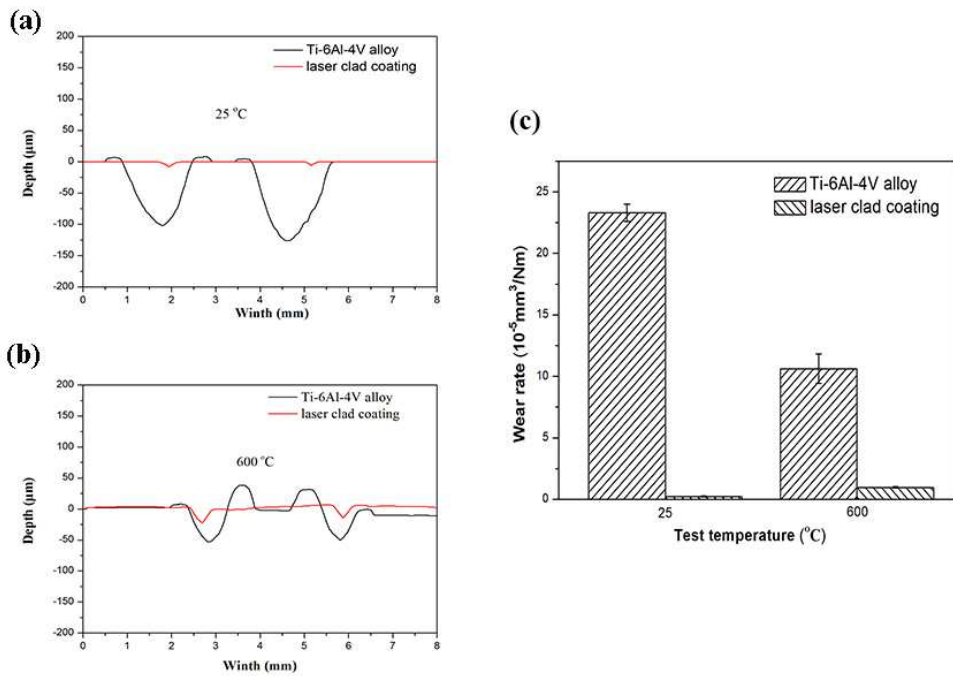 (a)
Ti-6Al-4V alloy
laser clad coating
25 °C
200
150
100
50
0
-50
-100
-150
-200
Depth (μm)
0 1 2 3 4 5 6 7 8
Winth (mm)
(b)
Ti-6Al-4V alloy
laser clad coating
600 °C
200
150
100
50
0
-50
-100
-150
-200
Depth (μm)
0 1 2 3 4 5 6 7 8
Winth (mm)
(c)
Ti-6Al-4V alloy
laser clad coating
25
20
15
10
5
0
Wear rate (10⁻⁵mm³/Nm)
25 600
Test temperature (°C)